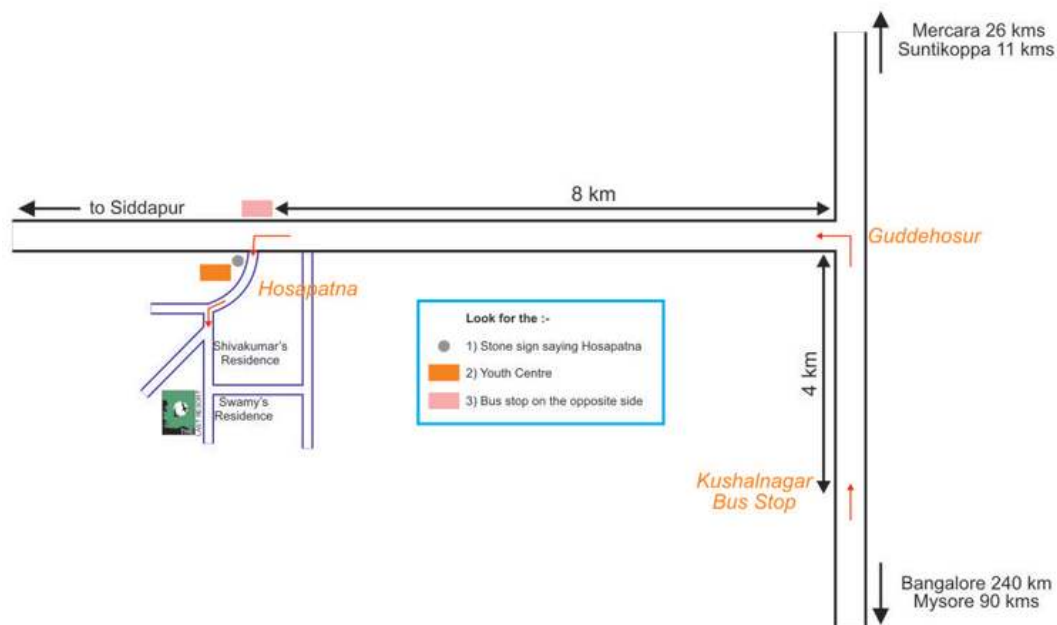 Mercara 26 kms
Suntikoppa 11 kms
to Siddapur
8 km
Guddehosur
Hosapatna
Look for the :-
1) Stone sign saying Hosapatna
2) Youth Centre
3) Bus stop on the opposite side
Shivakumar's
Residence
Swamy's
Residence
LAST RESORT
4 km
Kushalnagar
Bus Stop
Bangalore 240 km
Mysore 90 kms